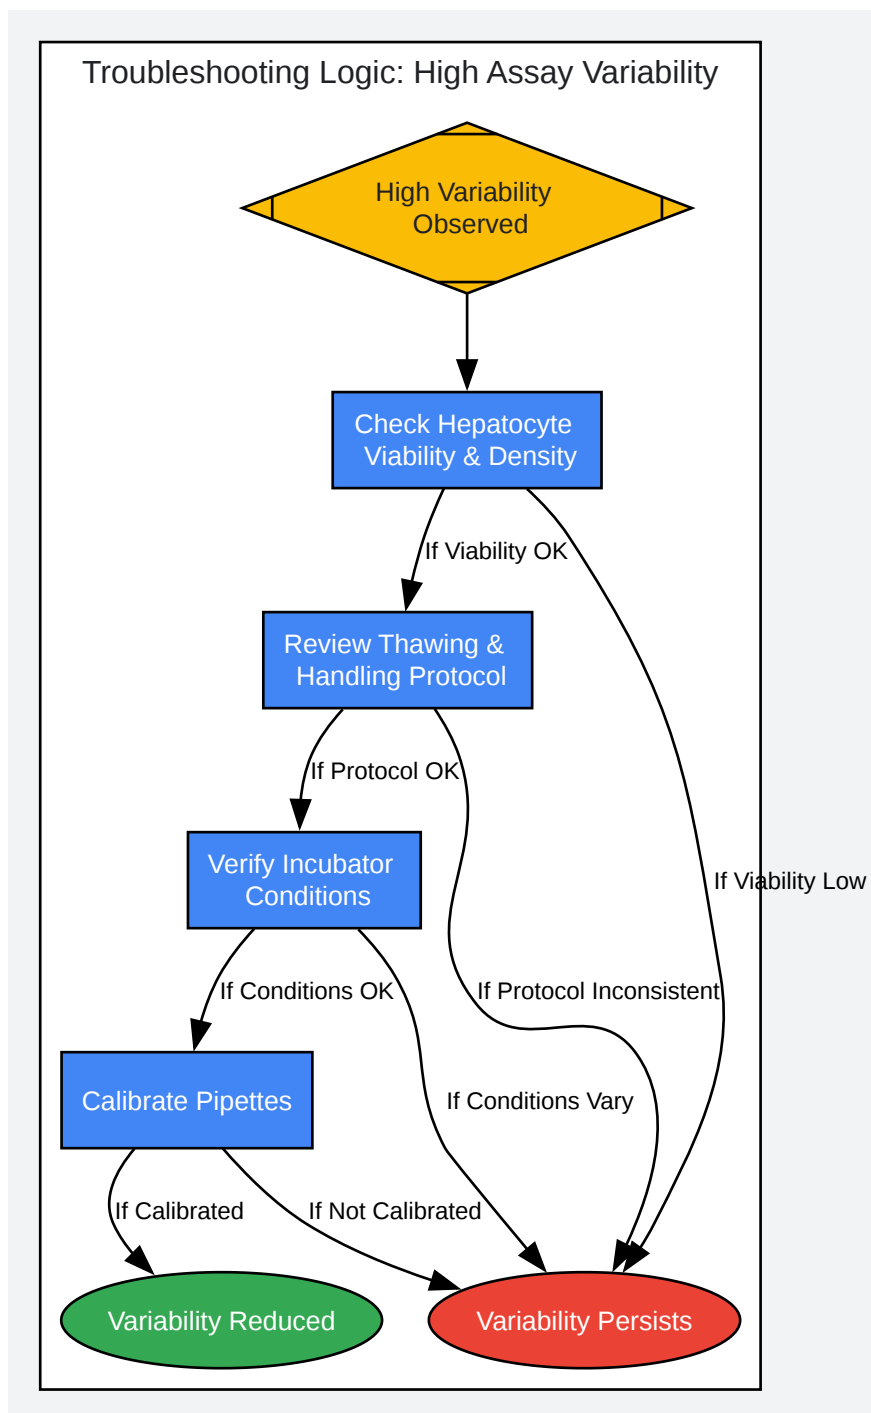 Troubleshooting Logic: High Assay Variability
High Variability
Observed
Check Hepatocyte
Viability & Density
If Viability OK
Review Thawing &
Handling Protocol
If Protocol OK
Verify Incubator
Conditions
If Viability Low
If Conditions OK
If Protocol Inconsistent
Calibrate Pipettes
If Conditions Vary
If Calibrated
If Not Calibrated
Variability Reduced
Variability Persists